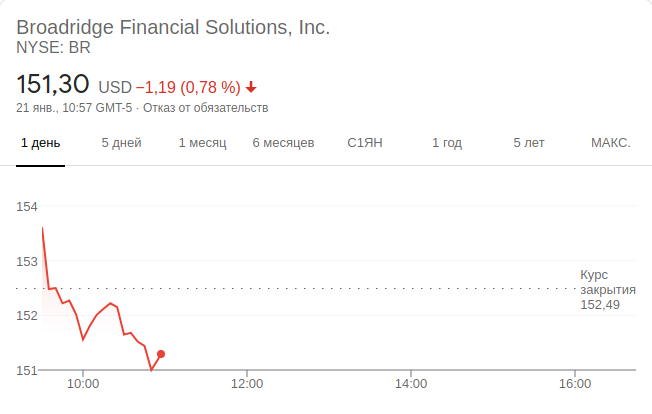 Broadridge Financial Solutions, Inc.
NYSE: BR
151,30 USD −1,19 (0,78 %)
21 янв., 10:57 GMT-5 · Отказ от обязательств
1 день 5 дней 1 месяц 6 месяцев С1ЯН 1 год 5 лет МАКС.
154
153
Курс
закрытия
152,49
152
151
10:00 12:00 14:00 16:00